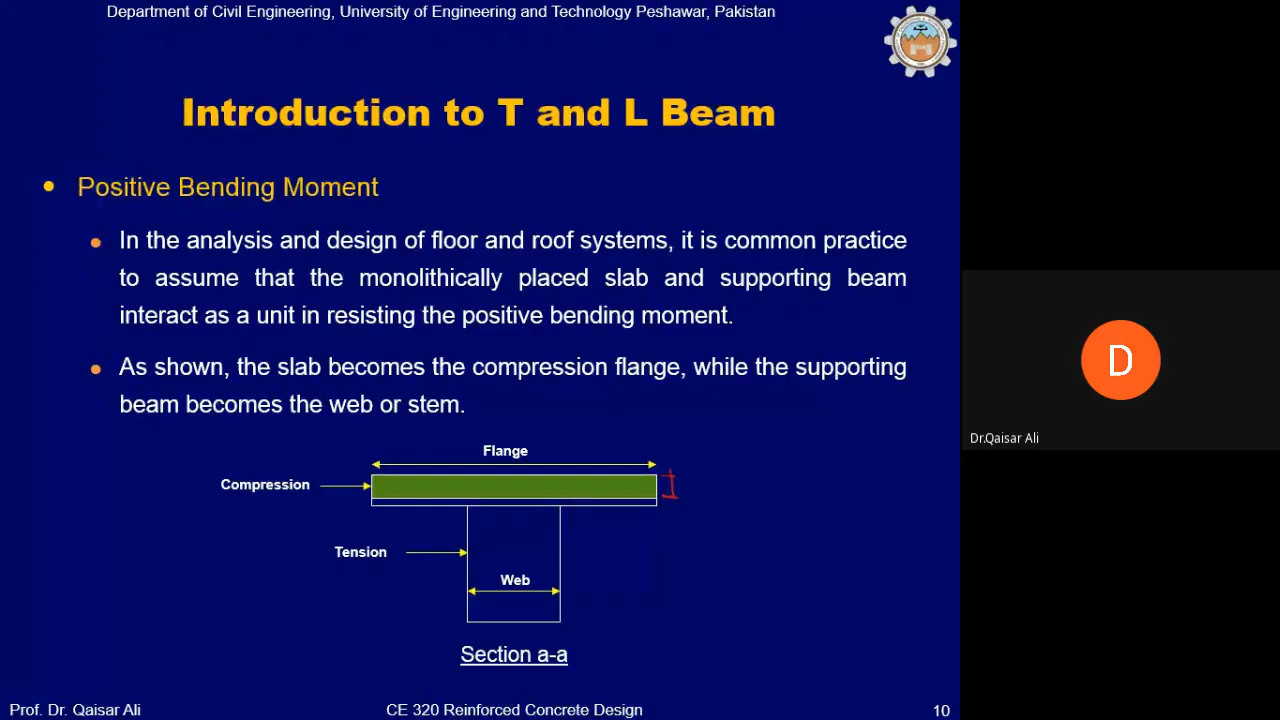 Department of Civil Engineering, University of Engineering and Technology Peshawar, Pakistan
Introduction to T and L Beam
Positive Bending Moment
In the analysis and design of floor and roof systems, it is common practice
to assume that the monolithically placed slab and supporting beam
interact as a unit in resisting the positive bending moment.
As shown, the slab becomes the compression flange, while the supporting
beam becomes the web or stem.
Flange
Compression
Tension
Web
Section a-a
Prof. Dr. Qaisar Ali
CE 320 Reinforced Concrete Design
10
D
Dr.Qaisar Ali